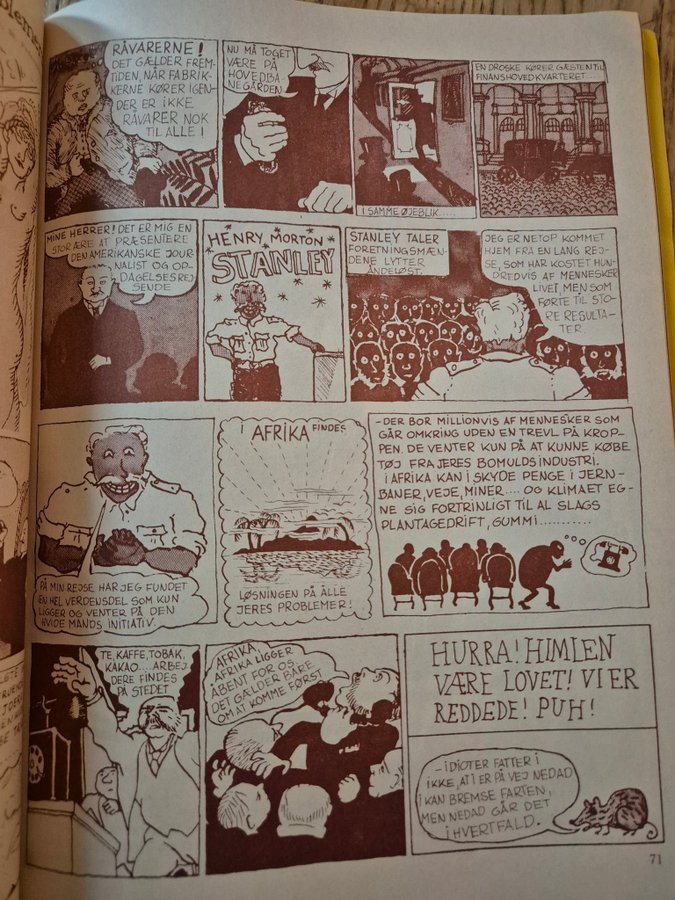 RÅVARERNE!
DET GÆLDER FREM-
TIDEN, NÅR FABRIK-
KERNE KØRER IGEN
DER ER IKKE
RÅVARER NOK
TIL ALLE!
NU MÅ TOGET
VÆRE PÅ
HOVEDBA-
NEGÅRDEN
I SAMME ØJEBLIK.....
EN DROSKE KØRER GÆSTEN TIL
FINANSHOVEDKVARTERET....
MINE HERRER! DET ER MIG EN
STOR ÆRE AT PRÆSENTERE
DEN AMERIKANSKE JOUR-
NALIST OG OP-
DAGELSESREJ-
SENDE
HENRY MORTON
STANLEY
STANLEY TALER
FORETNINGSMÆN-
DENE LYTTER
ÅNDELØST.
JEG ER NETOP KOMMET
HJEM FRA EN LANG REJ-
SE, SOM HAR KOSTET HUN-
DREDVIS AF MENNESKER
LIVET, MEN SOM
FØRTE TIL STO-
RE RESULTA-
TER.
PÅ MIN REJSE HAR JEG FUNDET
EN HEL VERDENSDEL SOM KUN
LIGGER OG VENTER PÅ DEN
HVIDE MANDS INITIATIV.
I AFRIKA FINDES
LØSNINGEN PÅ ALLE
JERES PROBLEMER!
- DER BOR MILLIONVIS AF MENNESKER SOM
GÅR OMKRING UDEN EN TREVL PÅ KROP-
PEN. DE VENTER KUN PÅ AT KUNNE KØBE
TØJ FRA JERES BOMULDSINDUSTRI.
I AFRIKA KAN I SKYDE PENGE I JERN-
BANER, VEJE, MINER.... OG KLIMAET EG-
NE SIG FORTRINLIGT TIL AL SLAGS
PLANTAGEDRIFT, GUMMI...........
TE, KAFFE, TOBAK,
KAKAO.... ARBEJ
DERE FINDES
PÅ STEDET
AFRIKA,
AFRIKA LIGGER
ÅBENT FOR OS.
DET GÆLDER BARE
OM AT KOMME FØRST
HURRA! HIMLEN
VÆRE LOVET! VI ER
REDDEDE! PUH!
- IDIOTER FATTER I
IKKE, AT I ER PÅ VEJ NEDAD
I KAN BREMSE FARTEN,
MEN NEDAD GÅR DET
I HVERTFALD.
71